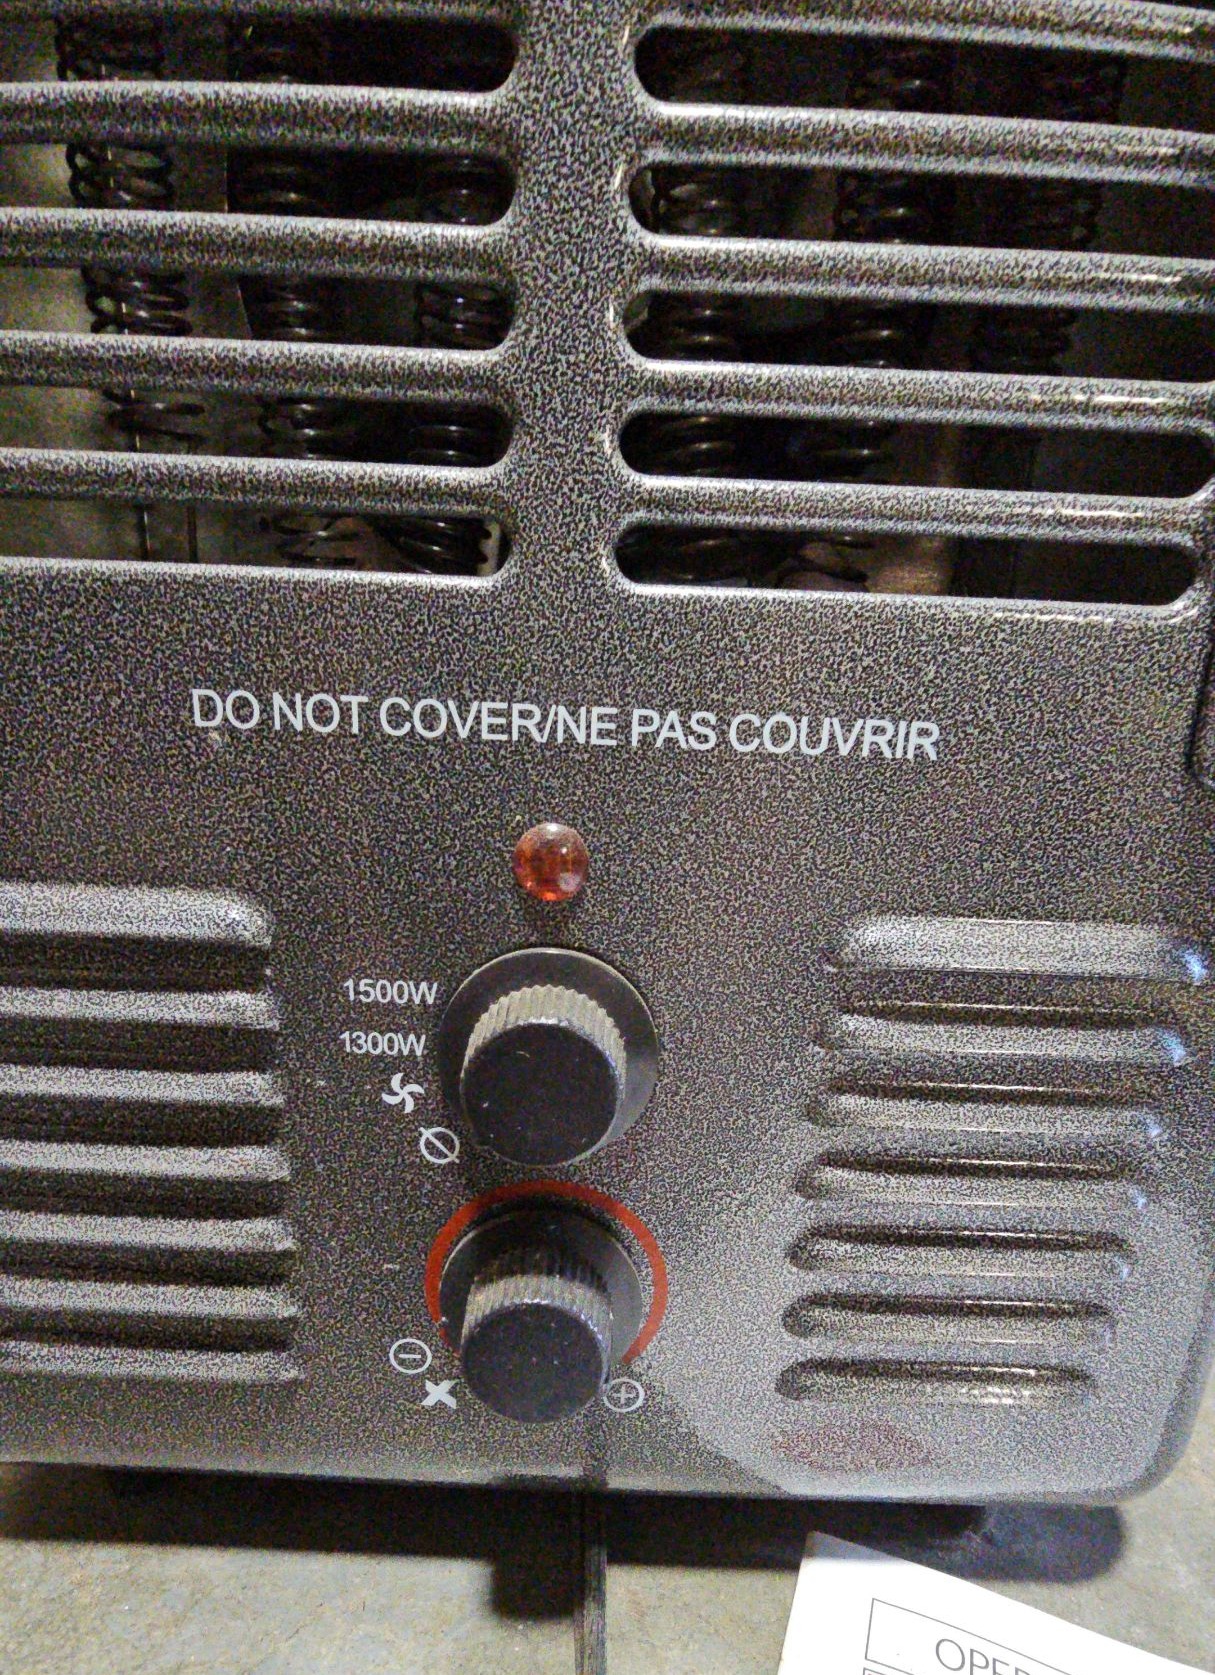 DO NOT COVER/NE PAS COUVRIR
1500W
1300W